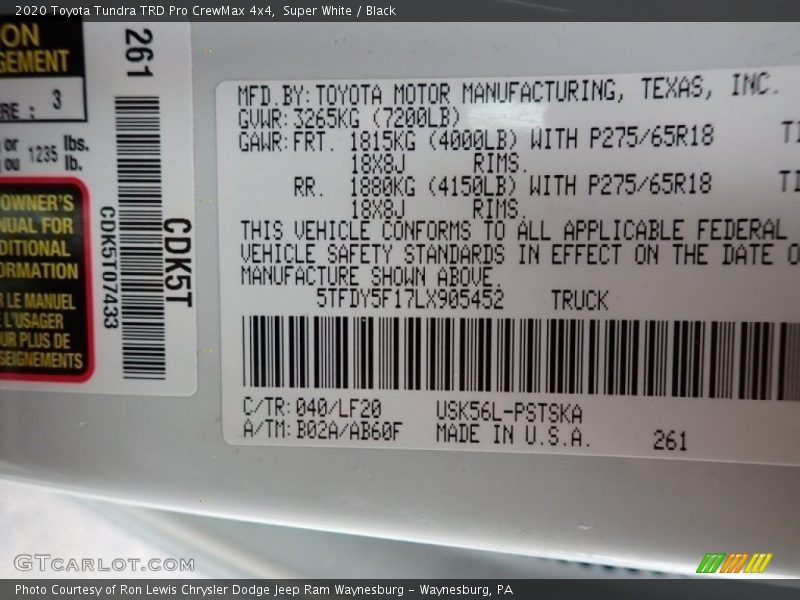 2020 Toyota Tundra TRD Pro CrewMax 4x4, Super White / Black
ON
GEMENT
RE : 3
or
ou 1235 lbs.
lb.
OWNER'S
NUAL FOR
DITIONAL
ORMATION
R LE MANUEL
L'USAGER
UR PLUS DE
SEIGNEMENTS
261
CDK5T07433
CDK5T
MFD.BY:TOYOTA MOTOR MANUFACTURING, TEXAS, INC.
GVWR:3265KG (7200LB)
GAWR:FRT. 1815KG (4000LB) WITH P275/65R18 TI
18X8J RIMS.
RR. 1880KG (4150LB) WITH P275/65R18 TI
18X8J RIMS.
THIS VEHICLE CONFORMS TO ALL APPLICABLE FEDERAL
VEHICLE SAFETY STANDARDS IN EFFECT ON THE DATE O
MANUFACTURE SHOWN ABOVE.
5TFDY5F17LX905452 TRUCK
C/TR:040/LF20 USK56L-PSTSKA
A/TM:B02A/AB60F MADE IN U.S.A. 261
GTcarlot.com
Photo Courtesy of Ron Lewis Chrysler Dodge Jeep Ram Waynesburg - Waynesburg, PA